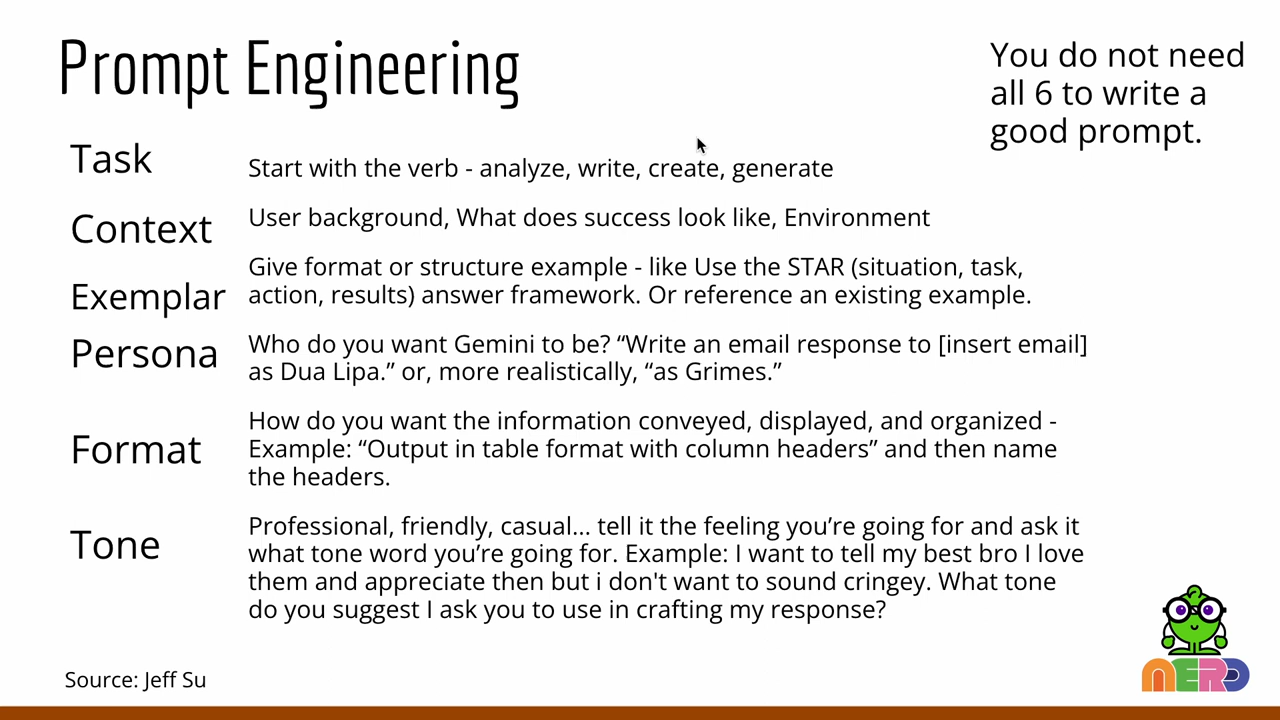 Prompt Engineering
You do not need
all 6 to write a
good prompt.
Task
Start with the verb - analyze, write, create, generate
Context
User background, What does success look like, Environment
Exemplar
Give format or structure example - like Use the STAR (situation, task,
action, results) answer framework. Or reference an existing example.
Persona
Who do you want Gemini to be? “Write an email response to [insert email]
as Dua Lipa.” or, more realistically, “as Grimes.”
Format
How do you want the information conveyed, displayed, and organized -
Example: “Output in table format with column headers” and then name
the headers.
Tone
Professional, friendly, casual... tell it the feeling you’re going for and ask it
what tone word you’re going for. Example: I want to tell my best bro I love
them and appreciate then but i don't want to sound cringey. What tone
do you suggest I ask you to use in crafting my response?
Source: Jeff Su
NERD